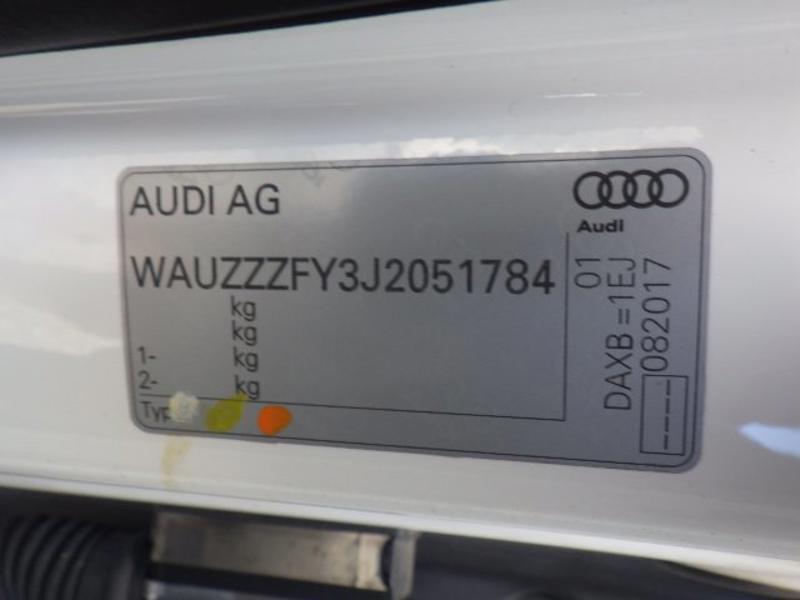 AUDI AG
Audi
WAUZZZFY3J2051784
kg
kg
1- kg
2- kg
Typ
01
DAXB =1EJ
----082017